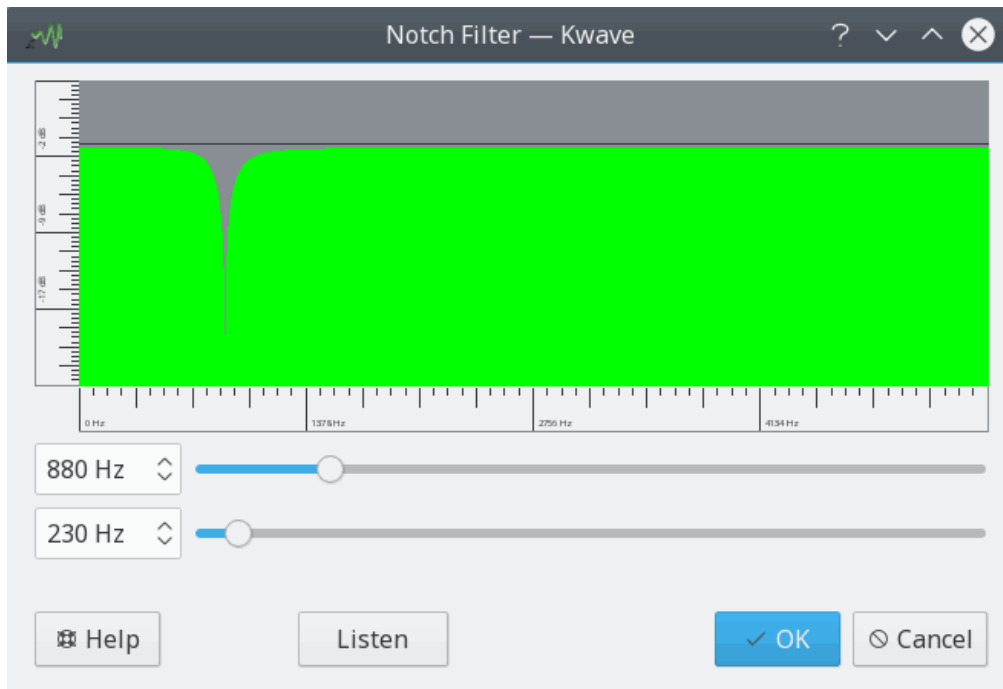 Notch Filter — Kwave
-2 dB
-9 dB
-17 dB
0 Hz 1378 Hz 2756 Hz 4134 Hz
880 Hz
230 Hz
Help Listen OK Cancel